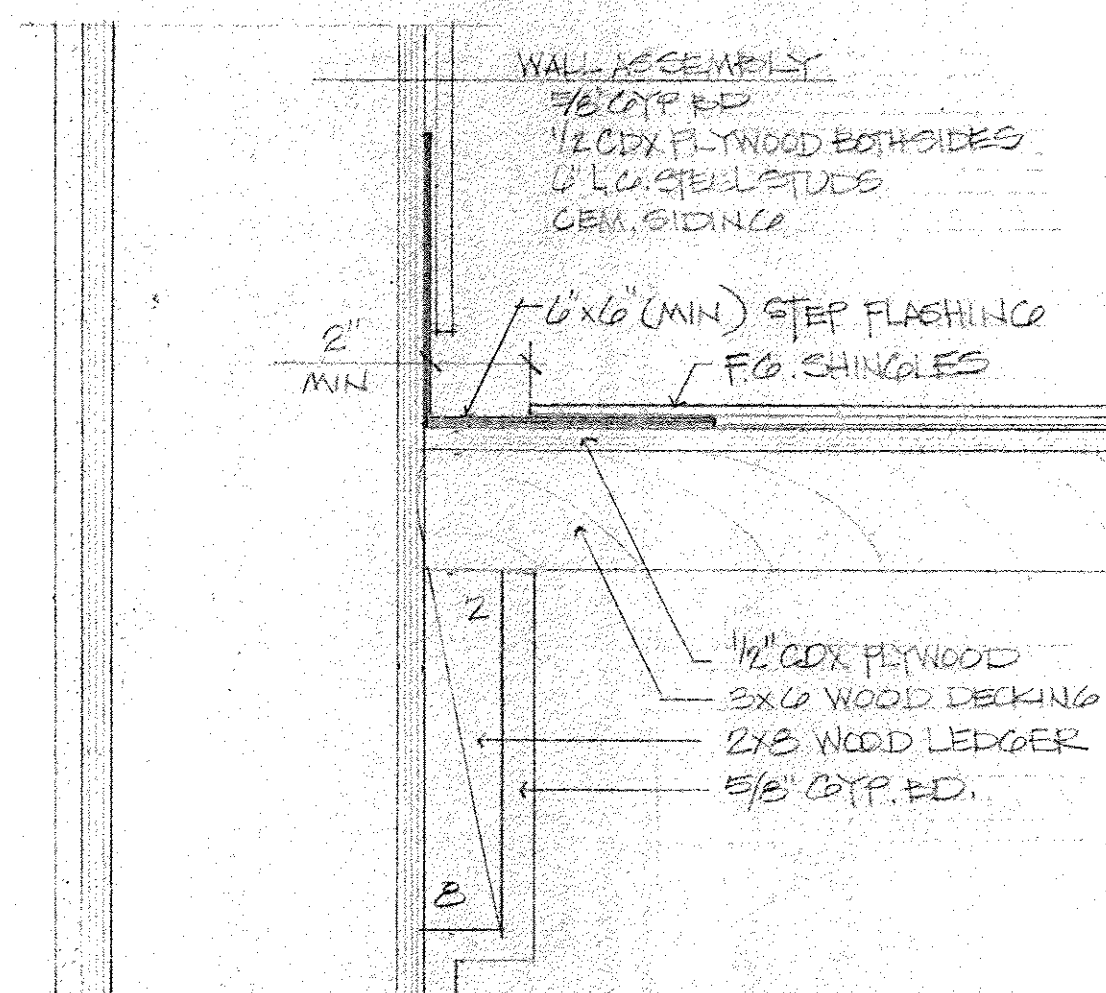 WALL ASSEMBLY
5/8" GYP BD
1/2 CDX PLYWOOD BOTH SIDES
6" L.G. STEEL STUDS
CEM. SIDING
6"x6" (MIN) STEP FLASHING
2"
MIN
F.G. SHINGLES
2
1/2" CDX PLYWOOD
3x6 WOOD DECKING
2x8 WOOD LEDGER
5/8" GYP. BD.
8